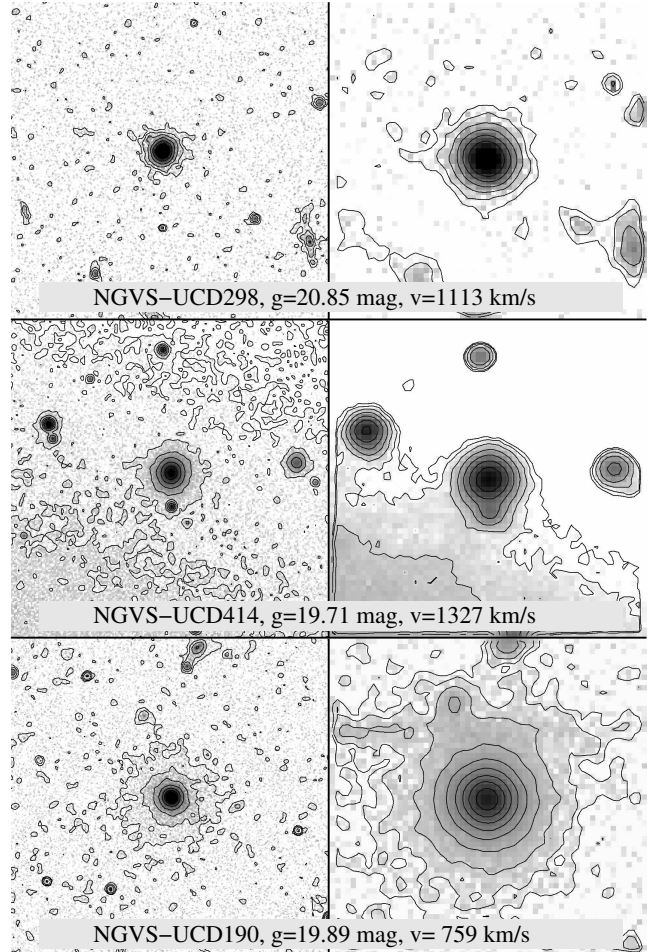 NGVS−UCD298, g=20.85 mag, v=1113 km/s
NGVS−UCD414, g=19.71 mag, v=1327 km/s
NGVS−UCD190, g=19.89 mag, v= 759 km/s